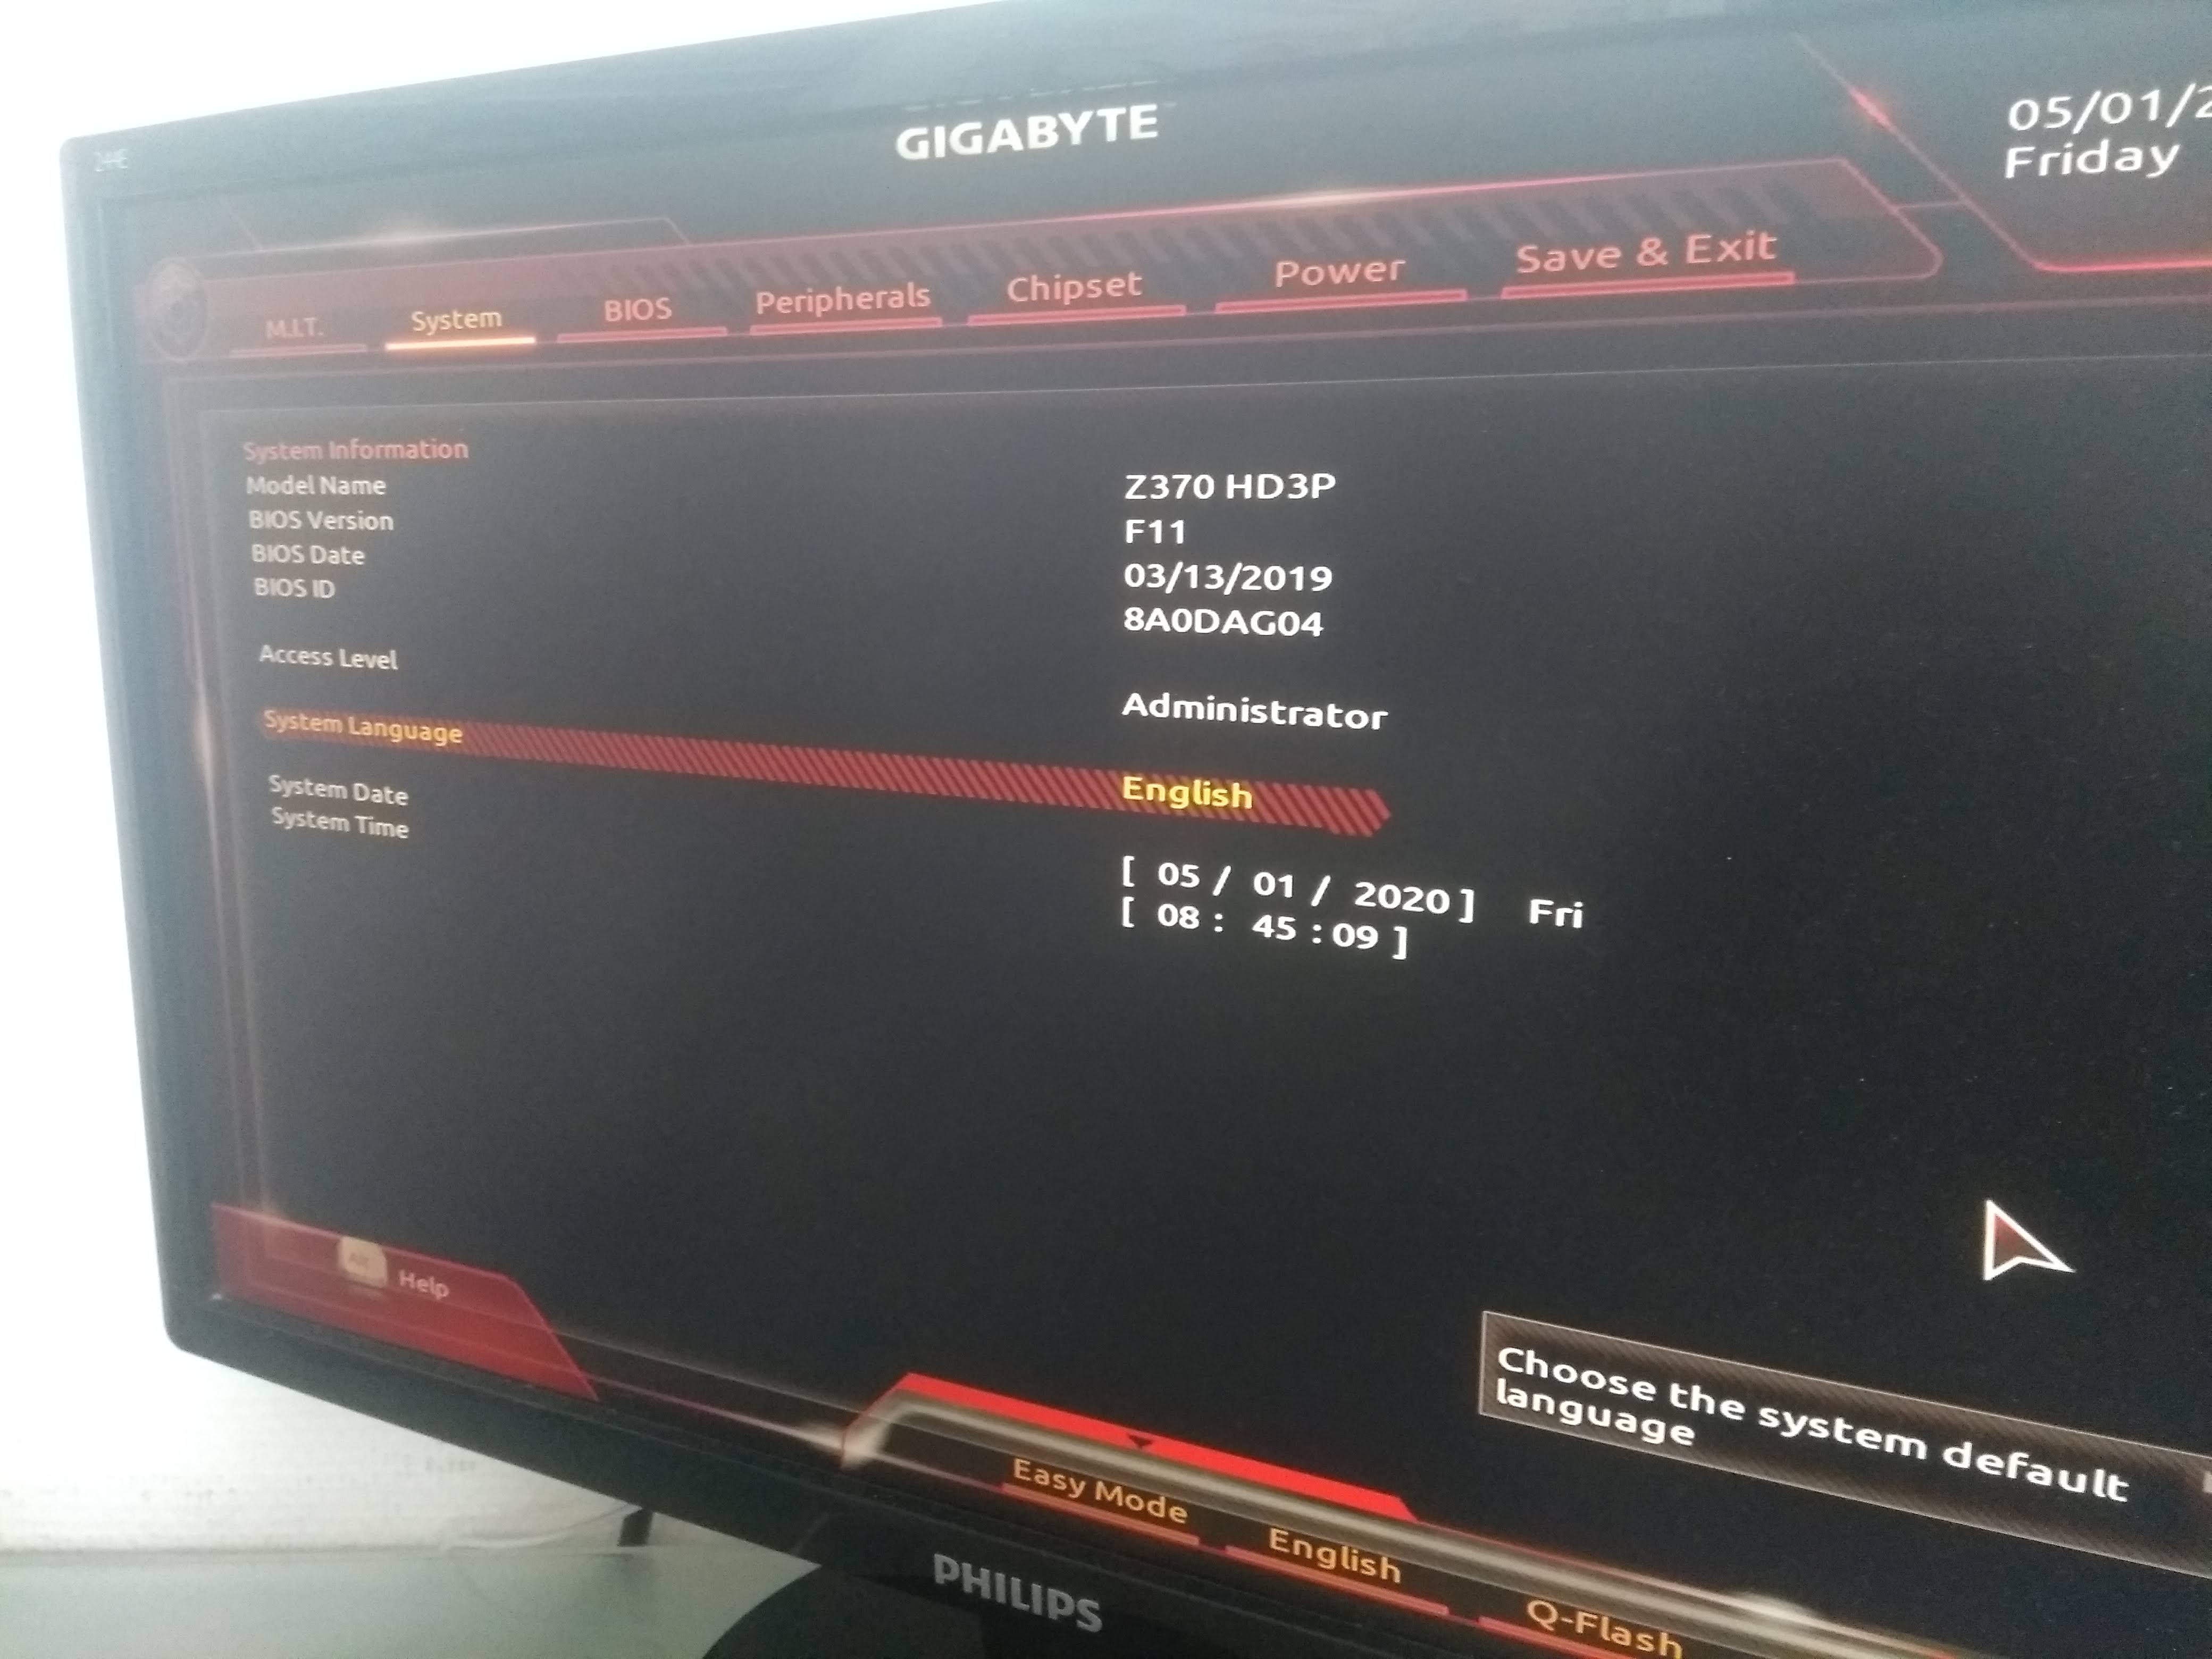 244E
GIGABYTE
05/01/2
Friday
M.I.T.
System
BIOS
Peripherals
Chipset
Power
Save & Exit
System Information
Model Name Z370 HD3P
BIOS Version F11
BIOS Date 03/13/2019
BIOS ID 8A0DAG04
Access Level Administrator
System Language English
System Date [ 05 / 01 / 2020 ] Fri
System Time [ 08 : 45 : 09 ]
Alt Help
Choose the system default
language
Easy Mode
English
Q-Flash
PHILIPS